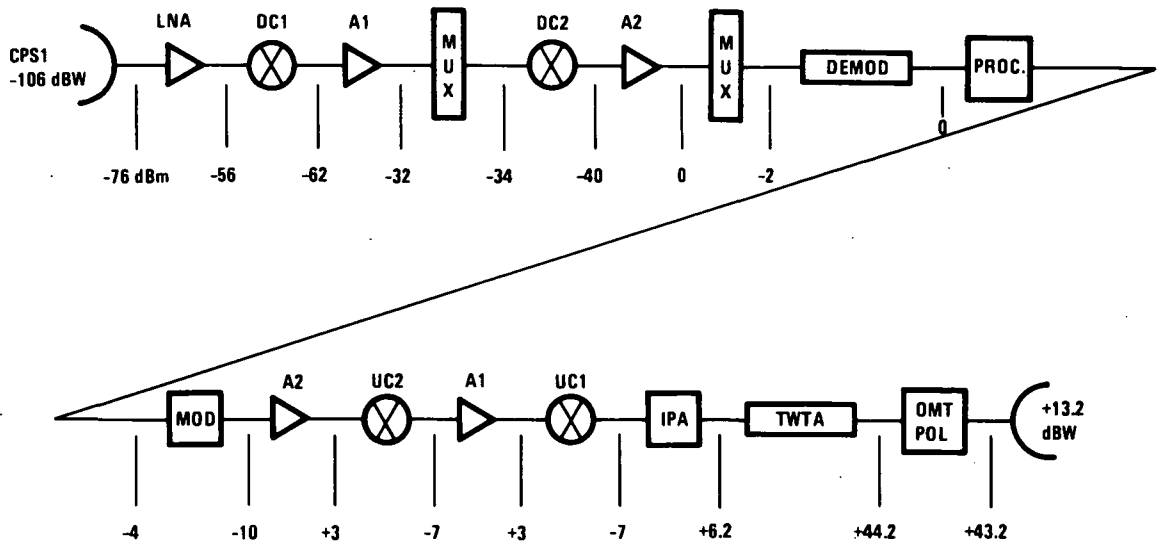 LNA DC1 A1 MUX DC2 A2 MUX
CPS1
-106 dBW
DEMOD PROC.
-76 dBm -56 -62 -32 -34 -40 0 -2 0
A2 UC2 A1 UC1
MOD IPA TWTA OMT
POL
+13.2
dBW
-4 -10 +3 -7 +3 -7 +6.2 +44.2 +43.2